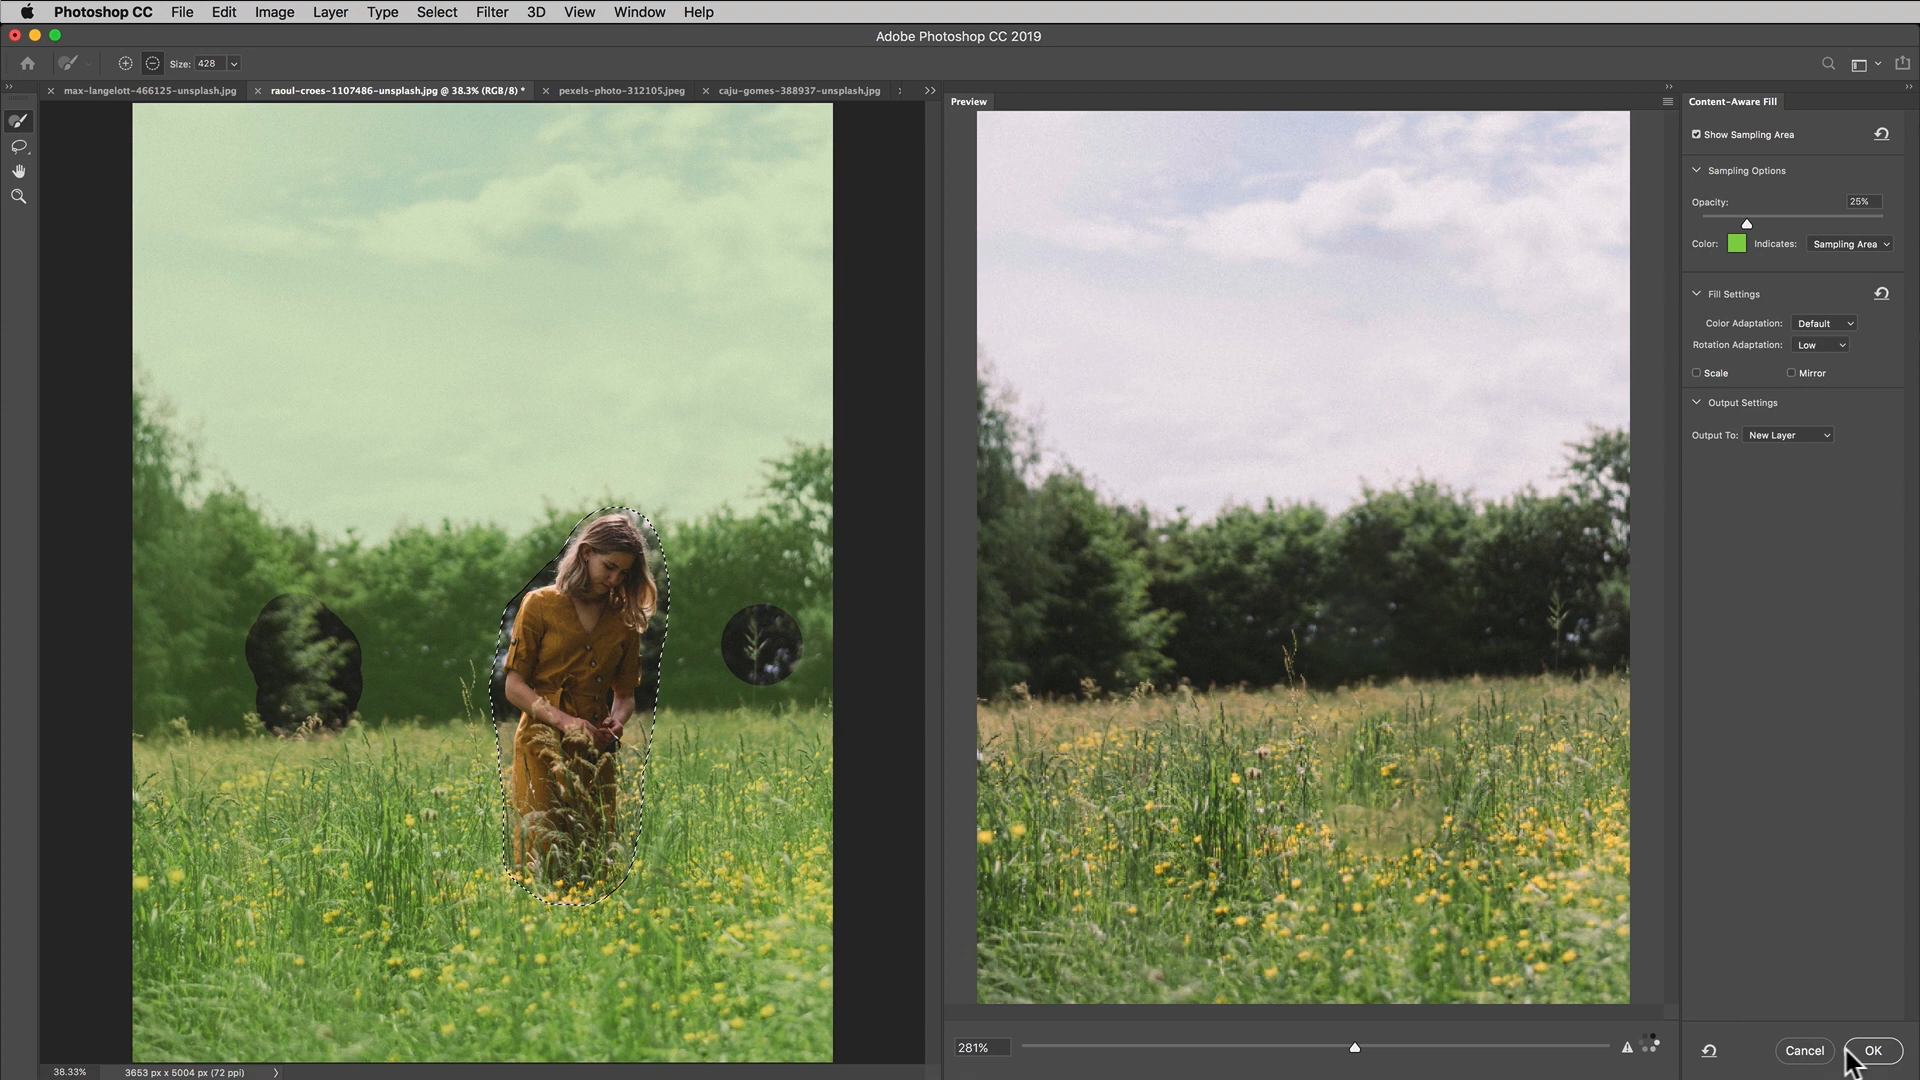 Photoshop CC File Edit Image Layer Type Select Filter 3D View Window Help
Adobe Photoshop CC 2019
Size: 428
max-langelott-466125-unsplash.jpg raoul-croes-1107486-unsplash.jpg @ 38.3% (RGB/8) * pexels-photo-312105.jpeg caju-gomes-388937-unsplash.jpg
Preview
Content-Aware Fill
Show Sampling Area
Sampling Options
Opacity: 25%
Color: Indicates: Sampling Area
Fill Settings
Color Adaptation: Default
Rotation Adaptation: Low
Scale Mirror
Output Settings
Output To: New Layer
281%
Cancel OK
38.33% 3653 px x 5004 px (72 ppi)